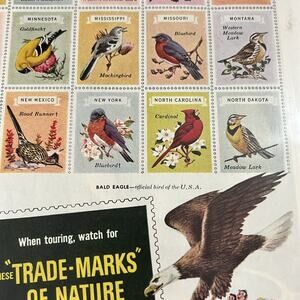 MINNESOTA MISSISSIPPI MISSOURI MONTANA
Goldfinch† Mockingbird Bluebird Western
Meadow Lark
NEW MEXICO NEW YORK NORTH CAROLINA NORTH DAKOTA
Road Runner† Bluebird† Cardinal Meadow Lark
BALD EAGLE—official bird of the U.S.A.
When touring, watch for
"TRADE-MARKS"
OF NATURE